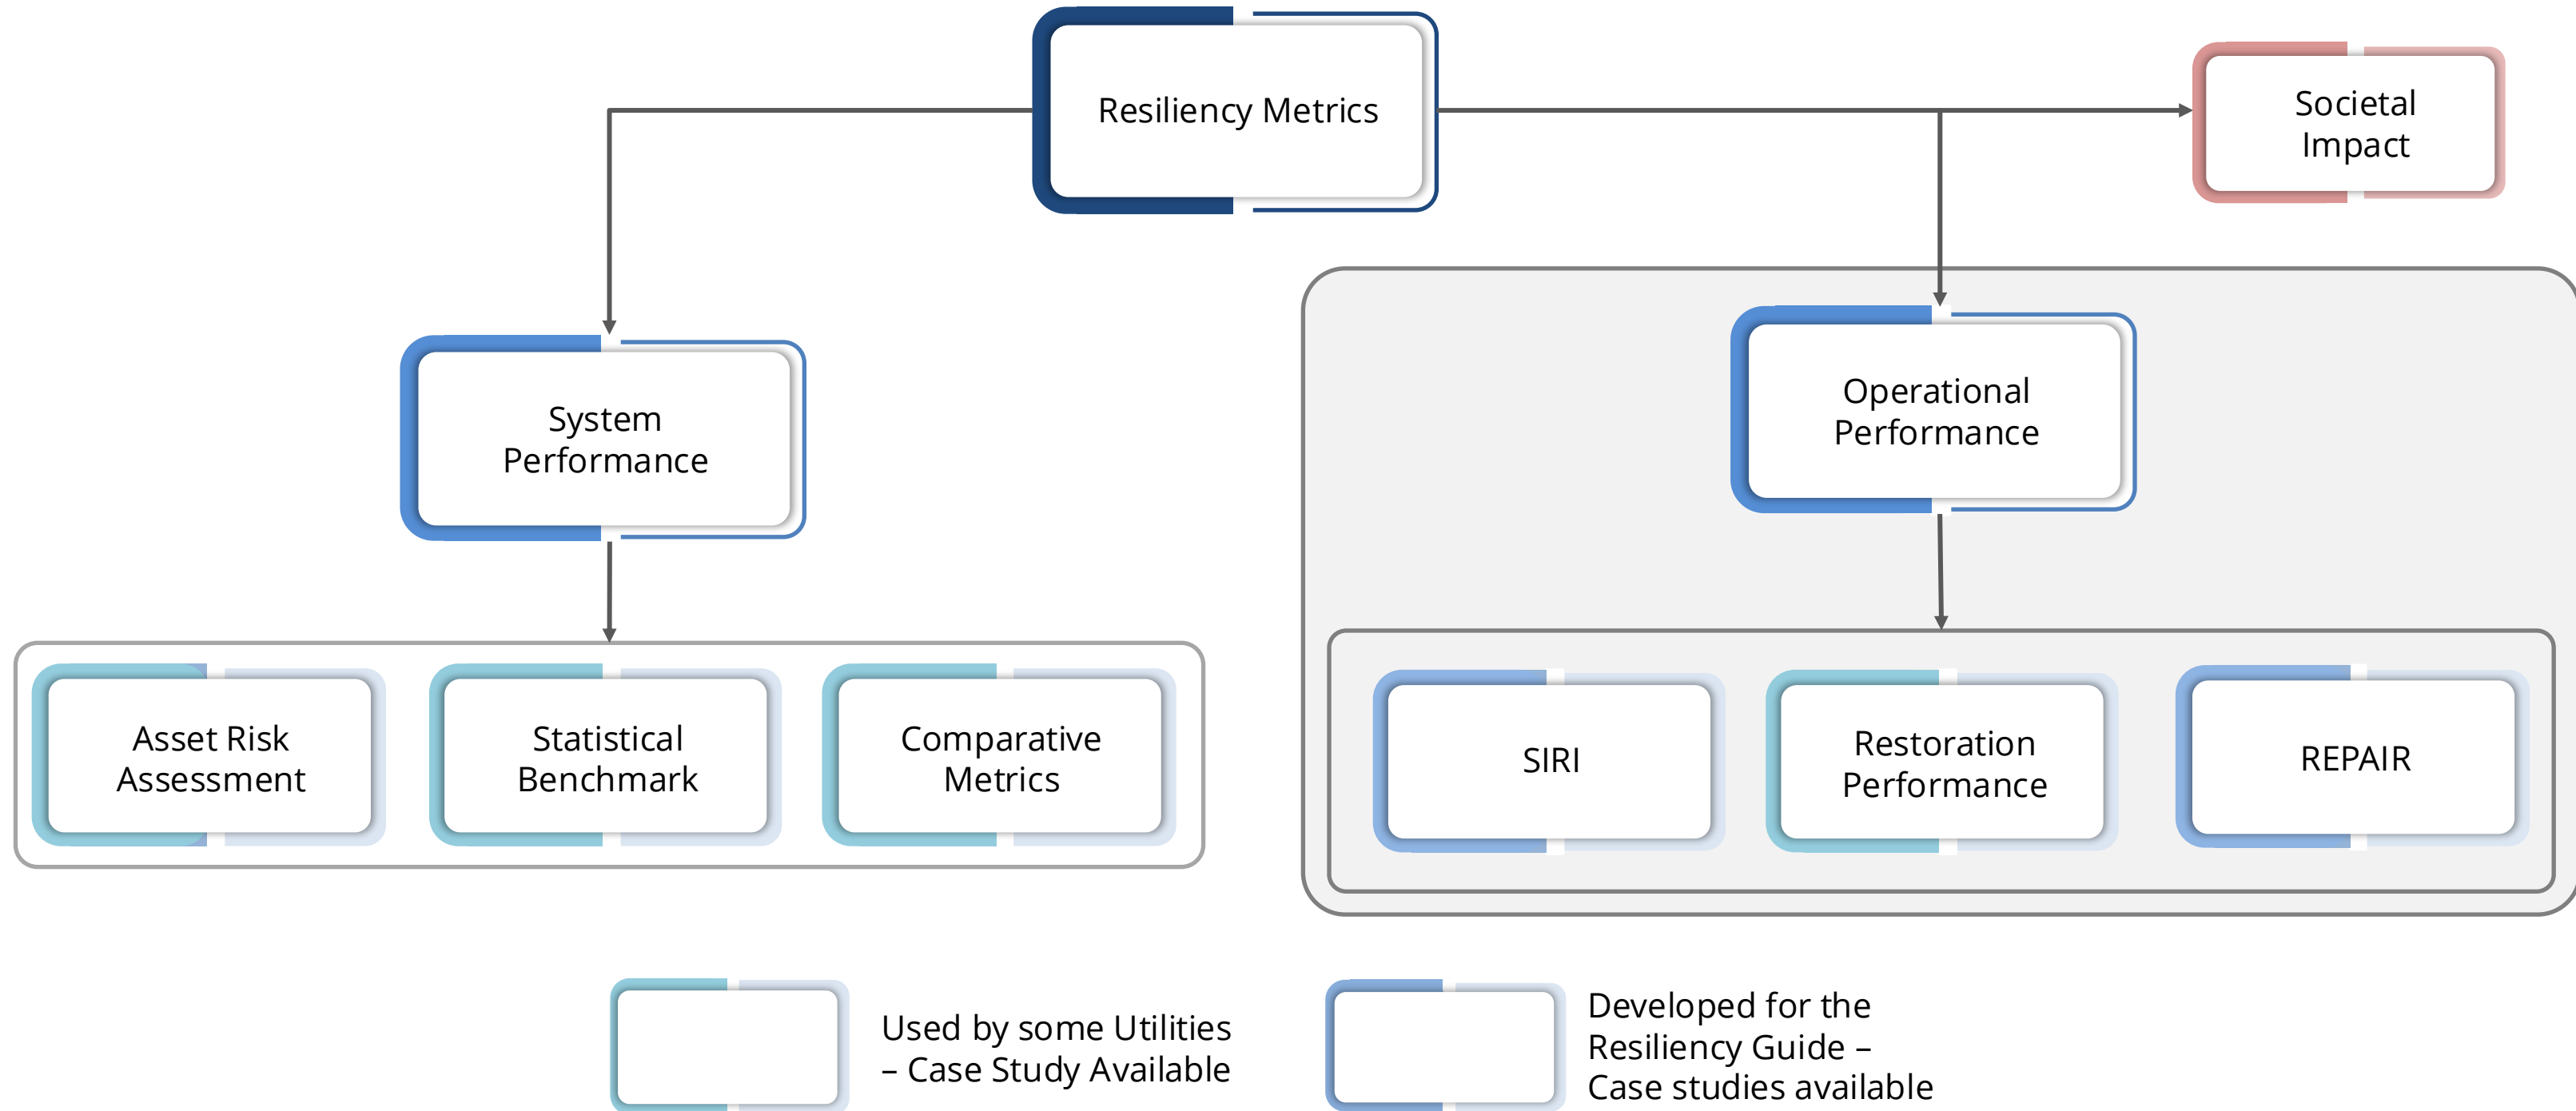 Resiliency Metrics
Societal
Impact
System
Performance
Operational
Performance
Asset Risk
Assessment
Statistical
Benchmark
Comparative
Metrics
SIRI
Restoration
Performance
REPAIR
Used by some Utilities
– Case Study Available
Developed for the
Resiliency Guide –
Case studies available